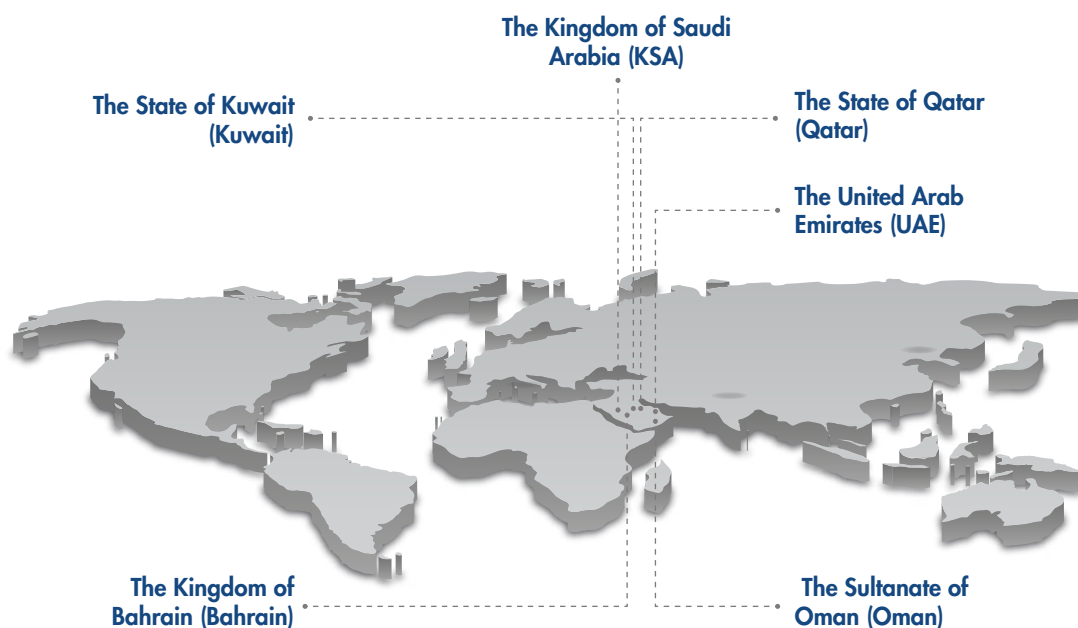 The Kingdom of Saudi
Arabia (KSA)
The State of Kuwait
(Kuwait)
The State of Qatar
(Qatar)
The United Arab
Emirates (UAE)
The Kingdom of
Bahrain (Bahrain)
The Sultanate of
Oman (Oman)